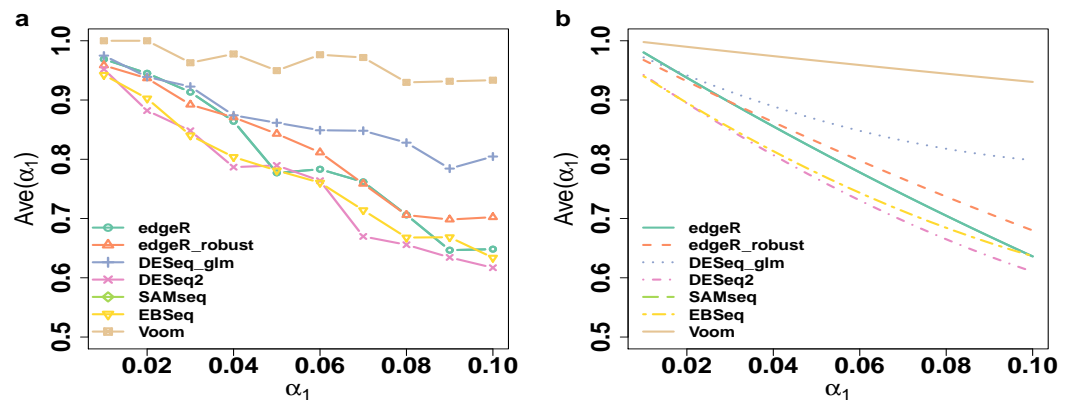 a
1.0
0.9
0.8
0.7
0.6
0.5
Ave(α1)
edgeR
edgeR_robust
DESeq_glm
DESeq2
SAMseq
EBSeq
Voom
0.02 0.04 0.06 0.08 0.10
α1
b
1.0
0.9
0.8
0.7
0.6
0.5
Ave(α1)
edgeR
edgeR_robust
DESeq_glm
DESeq2
SAMseq
EBSeq
Voom
0.02 0.04 0.06 0.08 0.10
α1